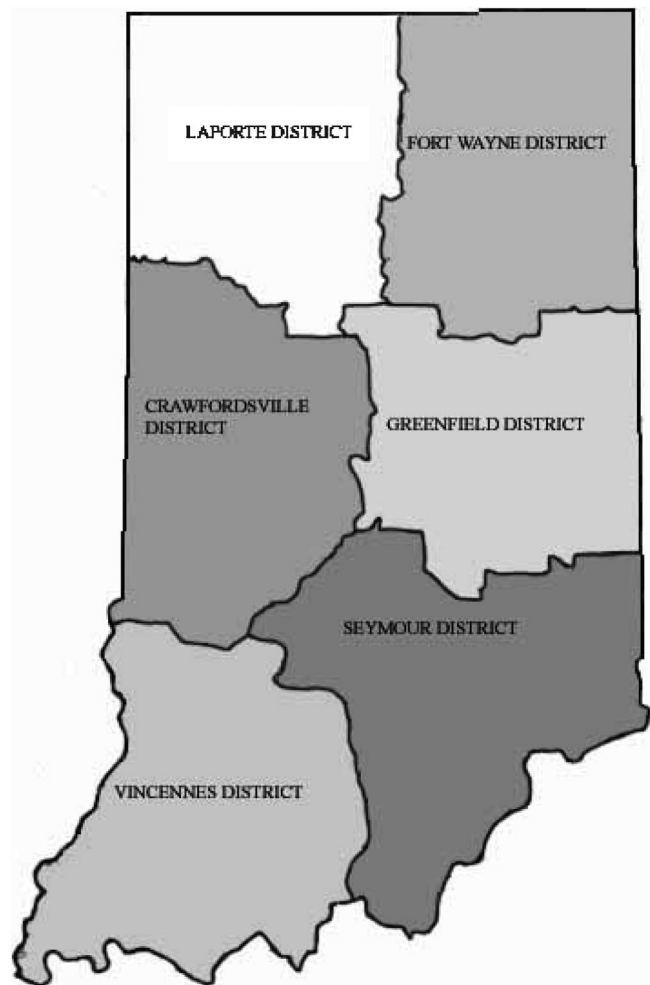 LAPORTE DISTRICT
FORT WAYNE DISTRICT
CRAWFORDSVILLE
DISTRICT
GREENFIELD DISTRICT
SEYMOUR DISTRICT
VINCENNES DISTRICT